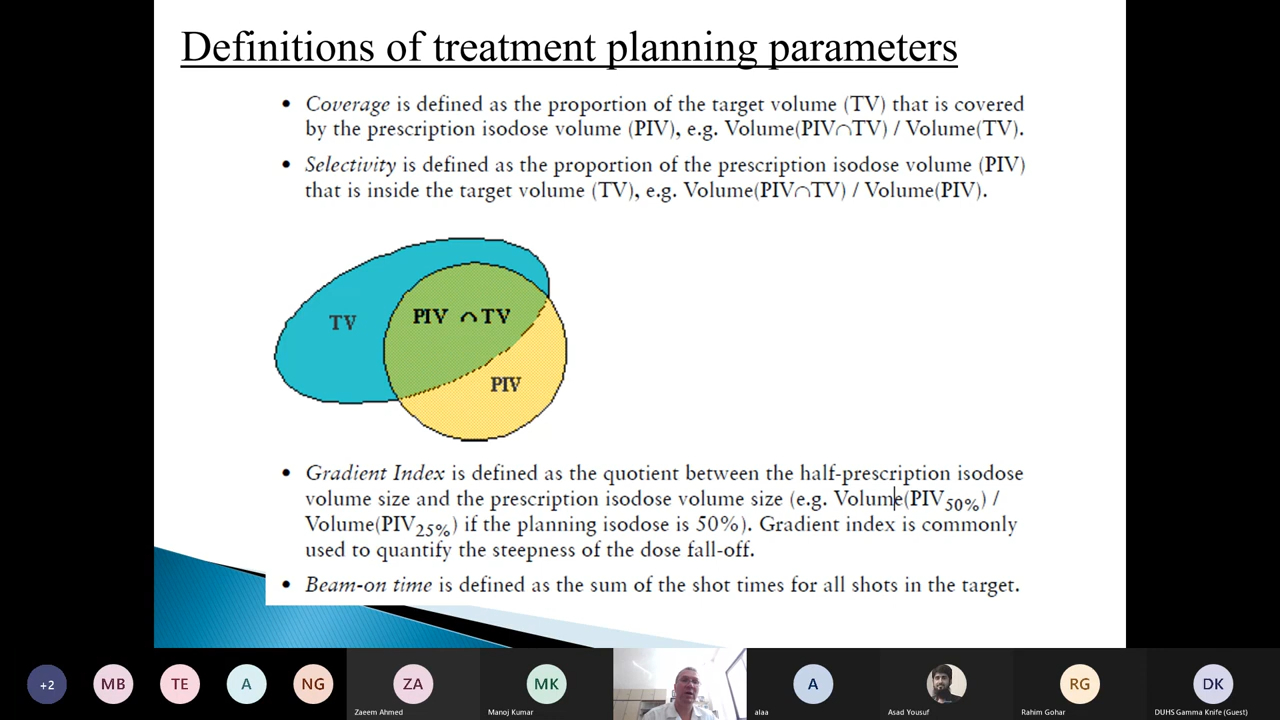 Definitions of treatment planning parameters
• Coverage is defined as the proportion of the target volume (TV) that is covered
by the prescription isodose volume (PIV), e.g. Volume(PIV∩TV) / Volume(TV).
• Selectivity is defined as the proportion of the prescription isodose volume (PIV)
that is inside the target volume (TV), e.g. Volume(PIV∩TV) / Volume(PIV).
TV
PIV ∩TV
PIV
• Gradient Index is defined as the quotient between the half-prescription isodose
volume size and the prescription isodose volume size (e.g. Volume(PIV50%) /
Volume(PIV25%) if the planning isodose is 50%). Gradient index is commonly
used to quantify the steepness of the dose fall-off.
• Beam-on time is defined as the sum of the shot times for all shots in the target.
+2
MB
TE
A
NG
ZA
MK
A
RG
DK
Zaeem Ahmed
Manoj Kumar
alaa
Asad Yousuf
Rahim Gohar
DUHS Gamma Knife (Guest)